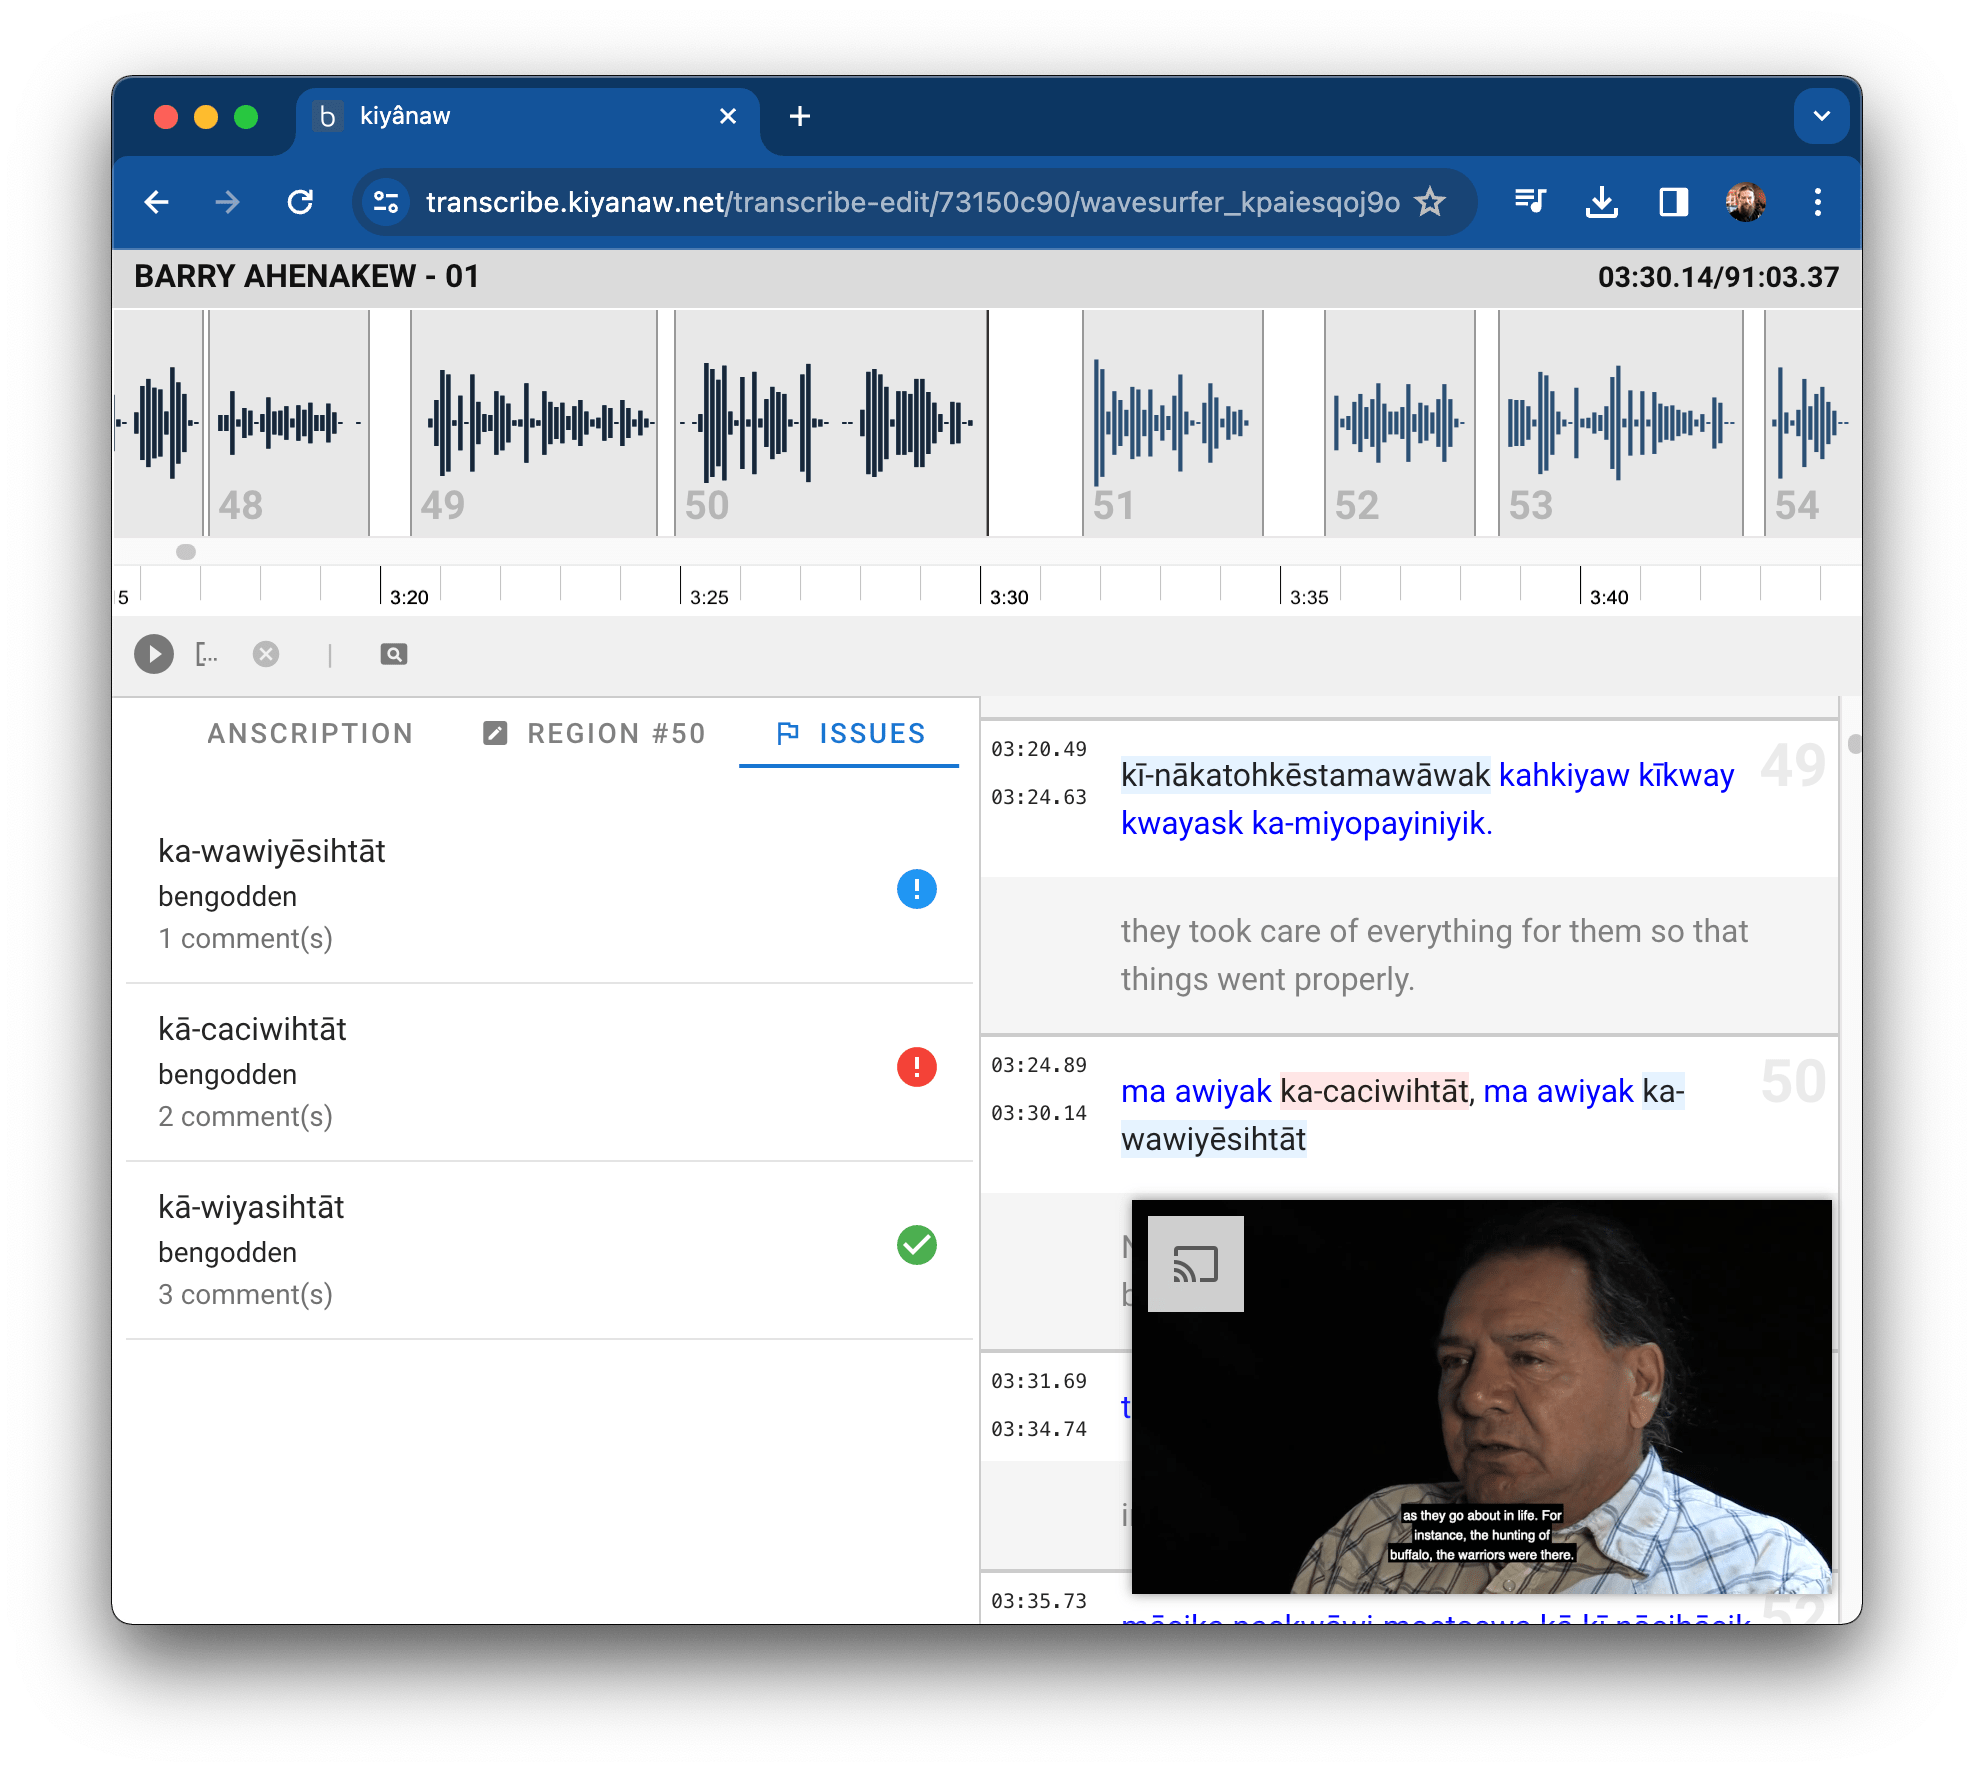 kiyânaw
transcribe.kiyanaw.net/transcribe-edit/73150c90/wavesurfer_kpaiesqoj9o
BARRY AHENAKEW - 01
03:30.14/91:03.37
48 49 50 51 52 53 54
5 3:20 3:25 3:30 3:35 3:40
[...
ANSCRIPTION REGION #50 ISSUES
ka-wawiyēsihtāt
bengodden
1 comment(s)
kā-caciwihtāt
bengodden
2 comment(s)
kā-wiyasihtāt
bengodden
3 comment(s)
03:20.49
03:24.63
49
kī-nākatohkēstamawāwak kahkiyaw kīkway
kwayask ka-miyopayiniyik.
they took care of everything for them so that
things went properly.
03:24.89
03:30.14
50
ma awiyak ka-caciwihtāt, ma awiyak ka-
wawiyēsihtāt
03:31.69
03:34.74
as they go about in life. For
instance, the hunting of
buffalo, the warriors were there.
03:35.73
52